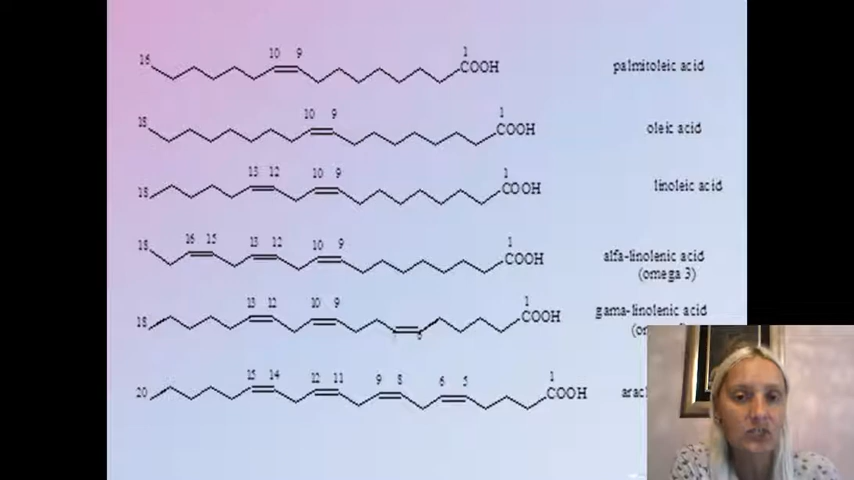 16 10 9 1 COOH palmitoleic acid
18 10 9 1 COOH oleic acid
18 13 12 10 9 1 COOH linoleic acid
18 16 15 13 12 10 9 1 COOH alfa-linolenic acid
(omega 3)
18 13 12 10 9 1 COOH gama-linolenic acid
20 15 14 12 11 9 8 6 5 1 COOH